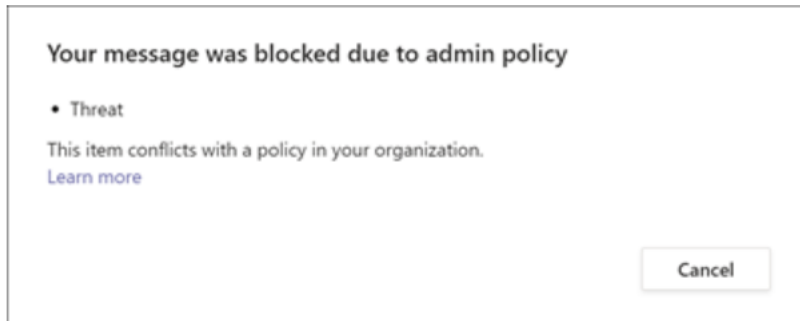 Your message was blocked due to admin policy
• Threat
This item conflicts with a policy in your organization.
Learn more
Cancel